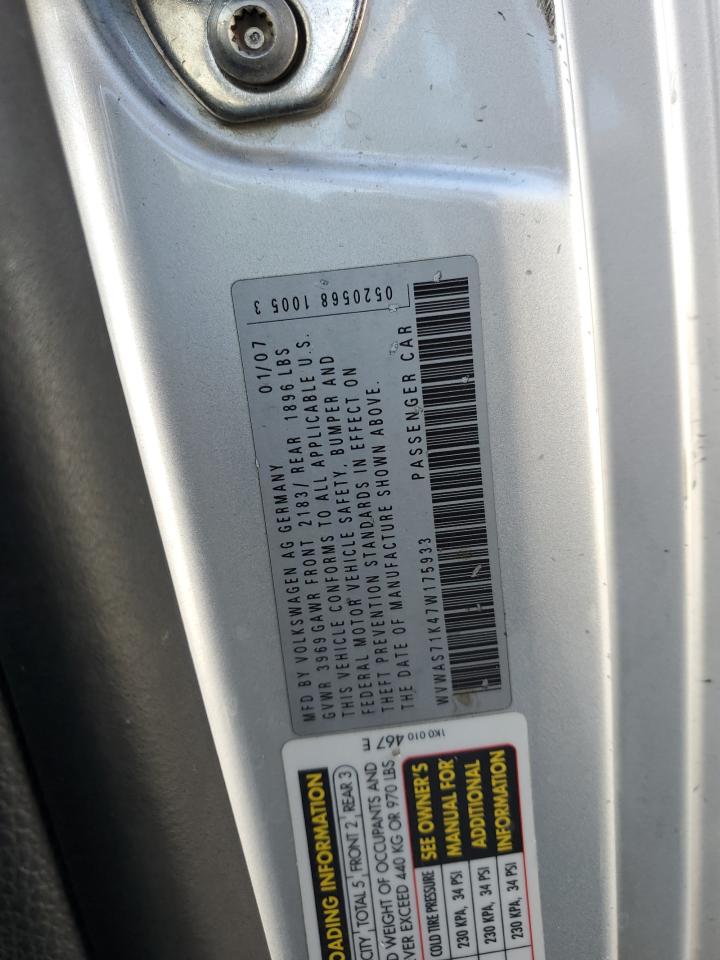 MFD BY VOLKSWAGEN AG GERMANY 01/07
GVWR 3969 GAWR FRONT 2183/ REAR 1896 LBS
THIS VEHICLE CONFORMS TO ALL APPLICABLE U.S.
FEDERAL MOTOR VEHICLE SAFETY, BUMPER AND
THEFT PREVENTION STANDARDS IN EFFECT ON
THE DATE OF MANUFACTURE SHOWN ABOVE.
PASSENGER CAR
WVWAS71K47W175933
0520568 1005 3
1K0 010 467 E
OADING INFORMATION
CITY, TOTAL 5, FRONT 2, REAR 3
D WEIGHT OF OCCUPANTS AND
VER EXCEED 440 KG OR 970 LBS.
COLD TIRE PRESSURE SEE OWNER'S
230 KPA, 34 PSI MANUAL FOR
230 KPA, 34 PSI ADDITIONAL
230 KPA, 34 PSI INFORMATION